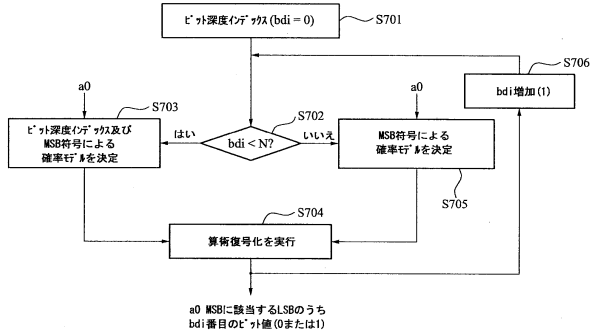 ビット深度インデックス(bdi = 0)
S701
S706
bdi増加(1)
a0
S703
ビット深度インデックス及び
MSB符号による
確率モデルを決定
はい
S702
bdi < N?
いいえ
a0
MSB符号による
確率モデルを決定
S705
S704
算術復号化を実行
a0 MSBに該当するLSBのうち
bdi番目のビット値(0または1)